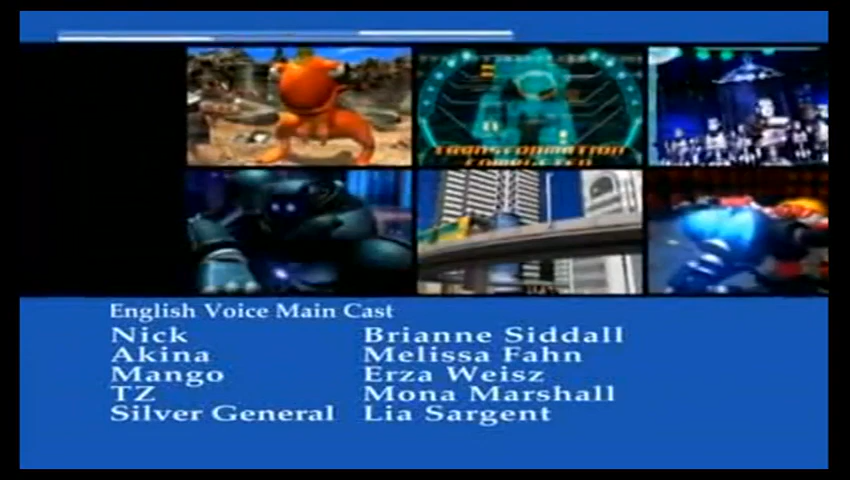 TRANSFORMATION
COMPLETED
English Voice Main Cast
Nick Brianne Siddall
Akina Melissa Fahn
Mango Erza Weisz
TZ Mona Marshall
Silver General Lia Sargent